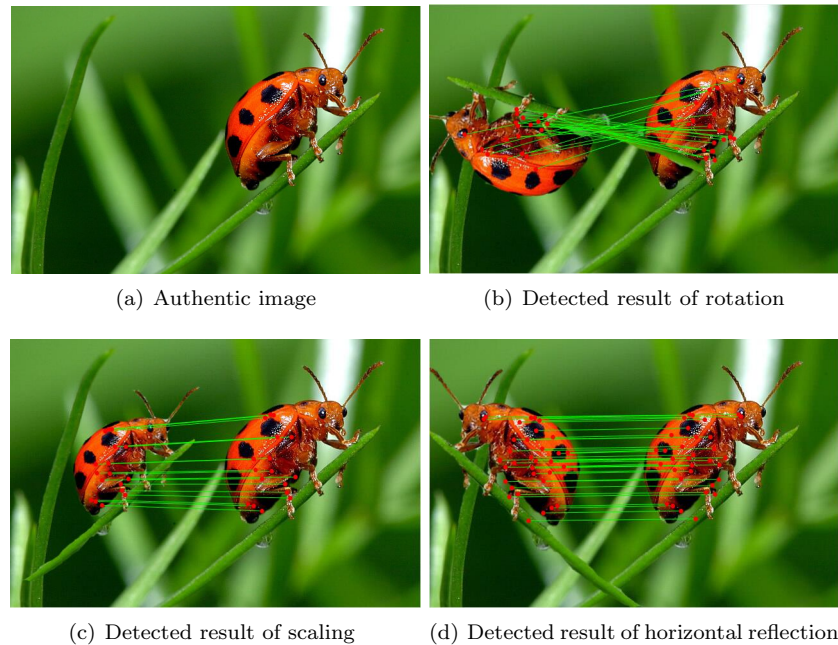 (a) Authentic image
(b) Detected result of rotation
(c) Detected result of scaling
(d) Detected result of horizontal reflection